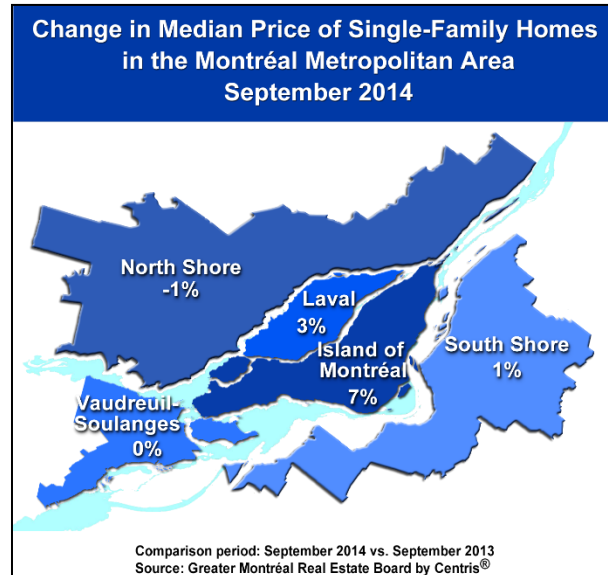 Change in Median Price of Single-Family Homes
in the Montréal Metropolitan Area
September 2014
North Shore
-1%
Laval
3%
Island of
Montréal
7%
South Shore
1%
Vaudreuil-
Soulanges
0%
Comparison period: September 2014 vs. September 2013
Source: Greater Montréal Real Estate Board by Centris®